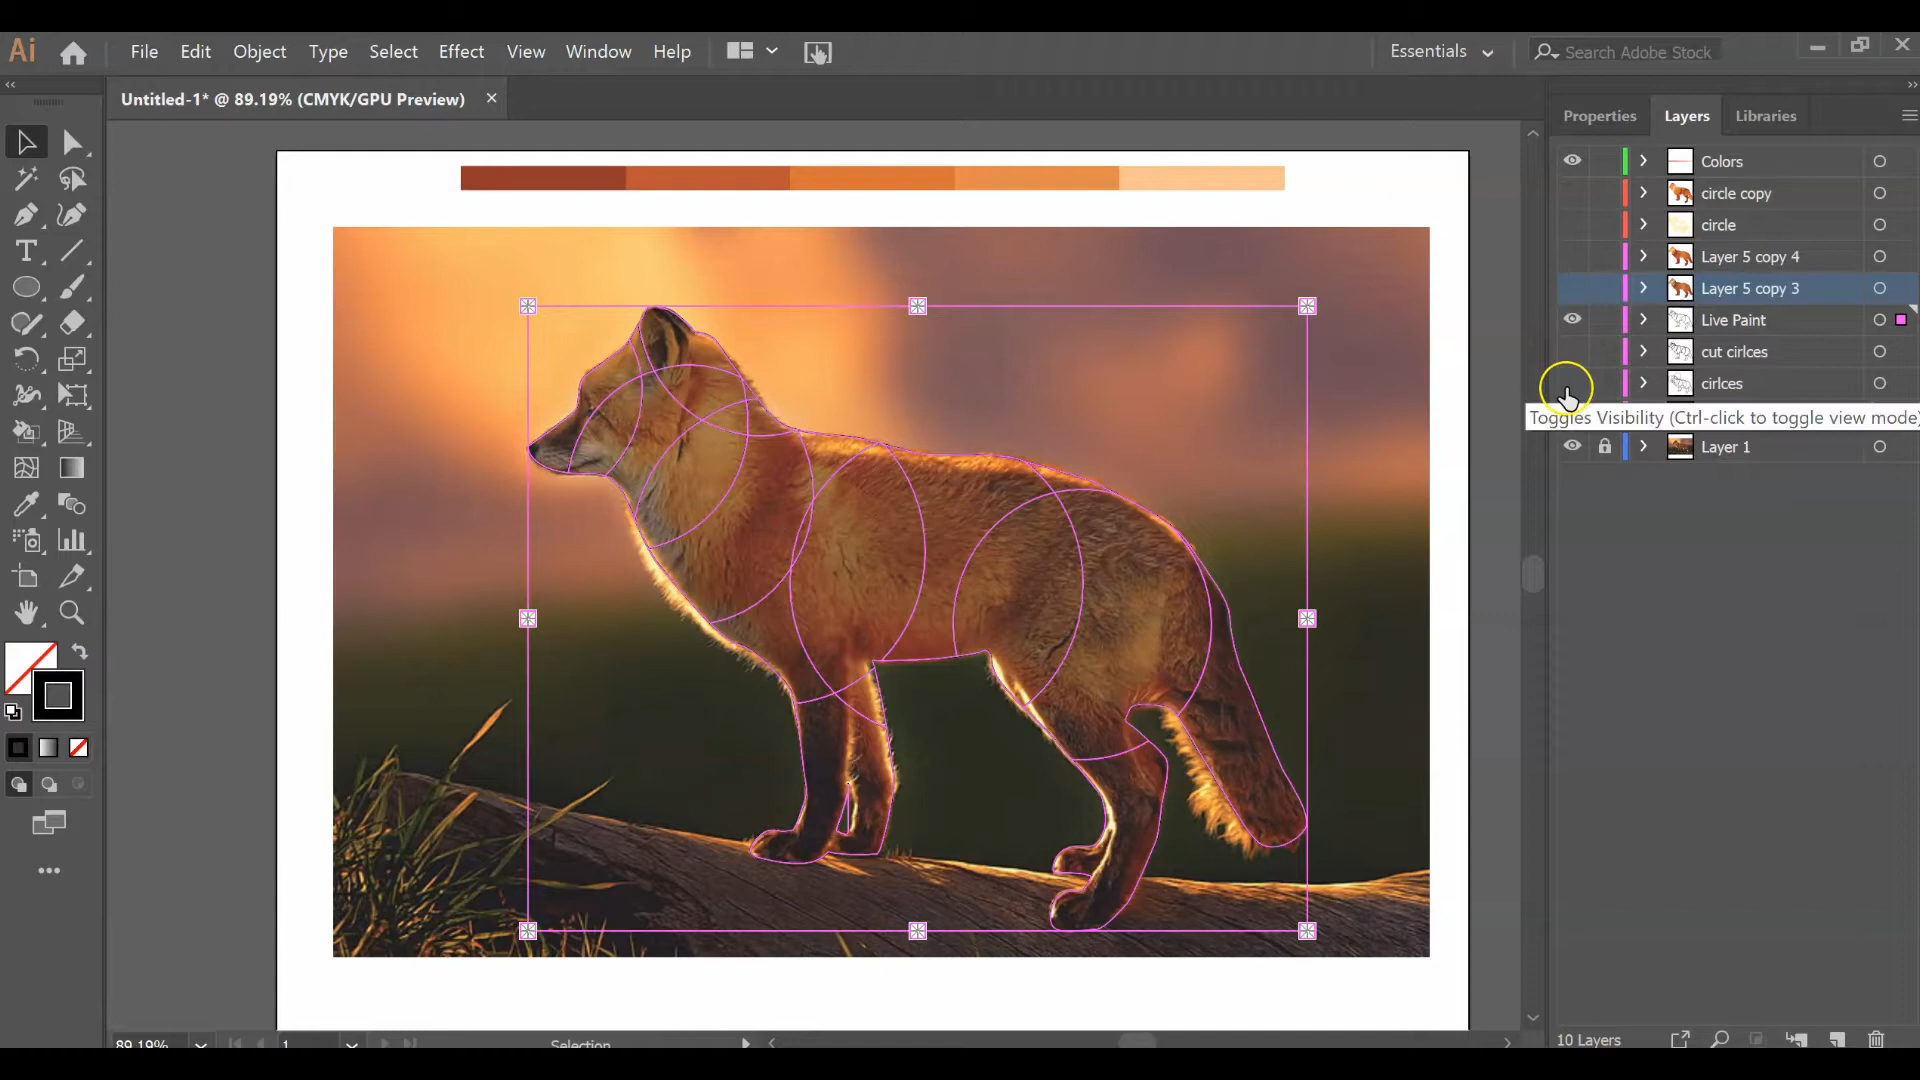 Ai File Edit Object Type Select Effect View Window Help Essentials Search Adobe Stock
Untitled-1* @ 89.19% (CMYK/GPU Preview) ×
Properties Layers Libraries
Colors
circle copy
circle
Layer 5 copy 4
Layer 5 copy 3
Live Paint
cut cirlces
cirlces
Toggles Visibility (Ctrl-click to toggle view mode)
Layer 1
89.19% 1 Selection
10 Layers